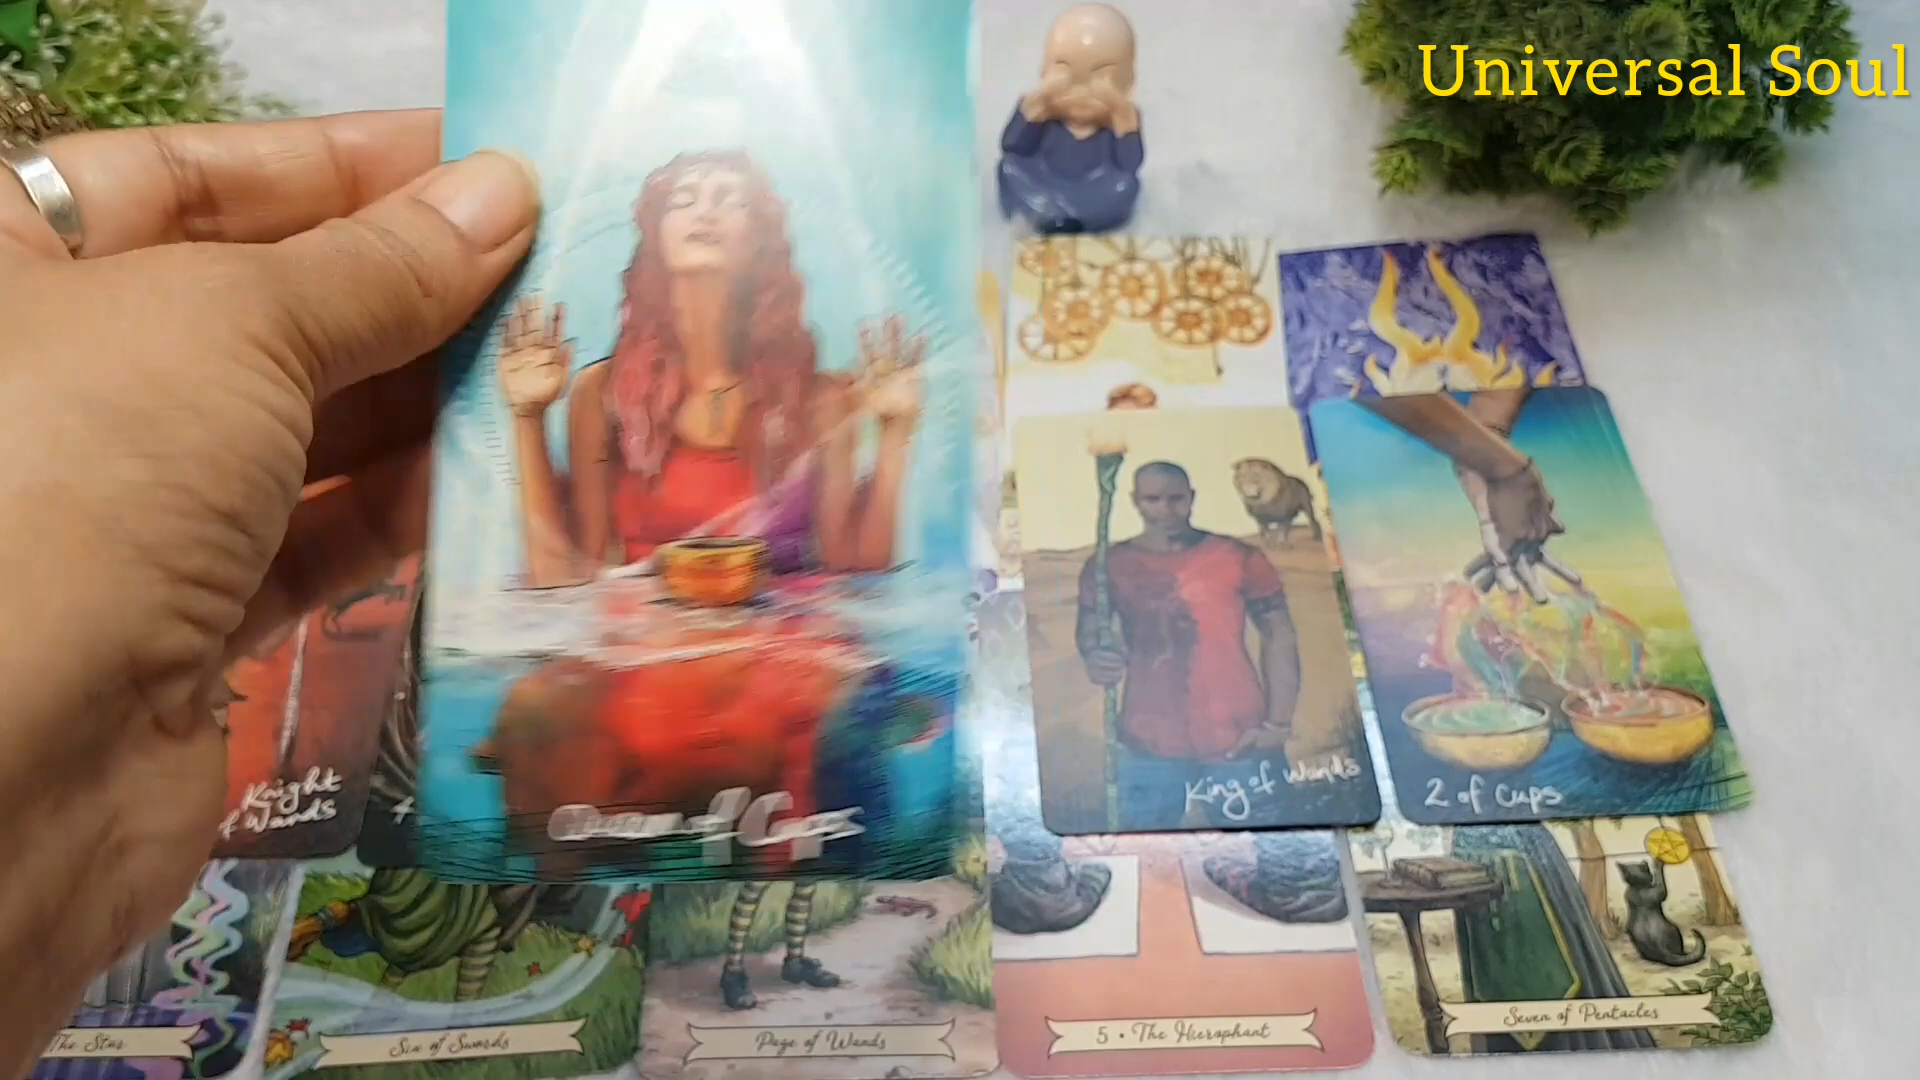 Universal Soul
Knight
f Wands
Queen of Cups
King of Wands
2 of Cups
The Star
Six of Swords
Page of Wands
5 • The Hierophant
Seven of Pentacles